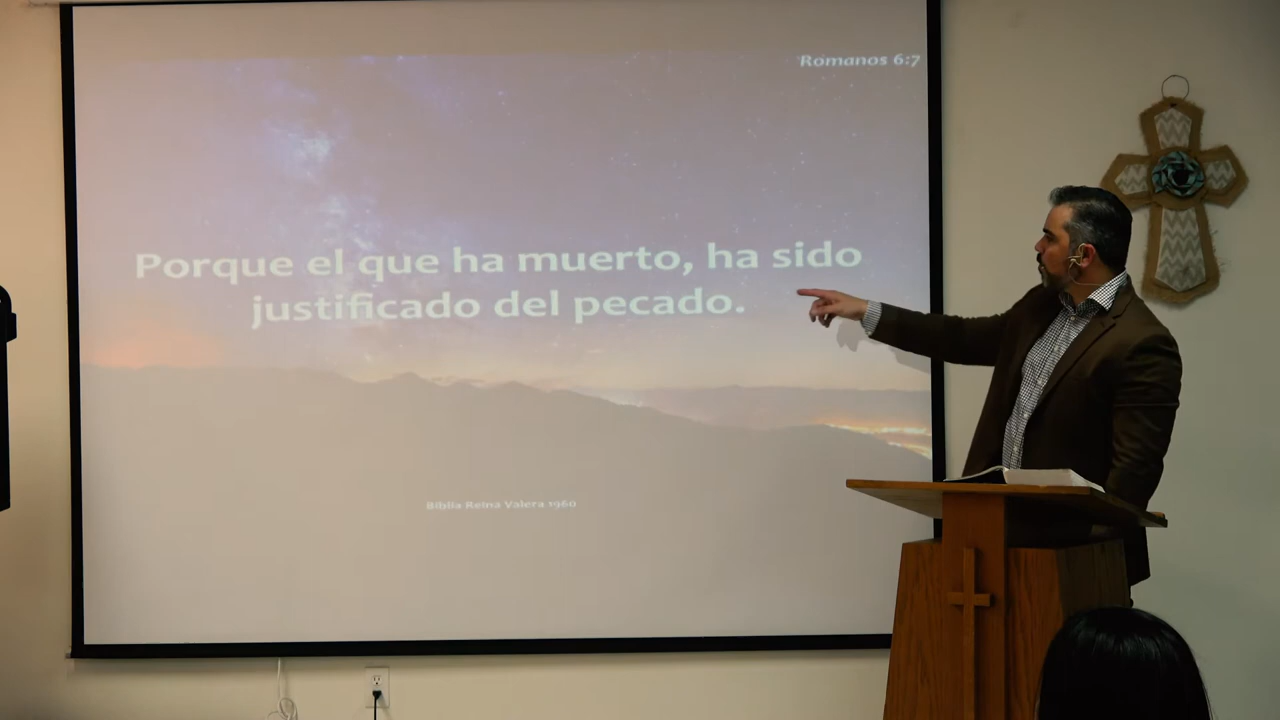 Romanos 6:7
Porque el que ha muerto, ha sido
justificado del pecado.
Biblia Reina Valera 1960